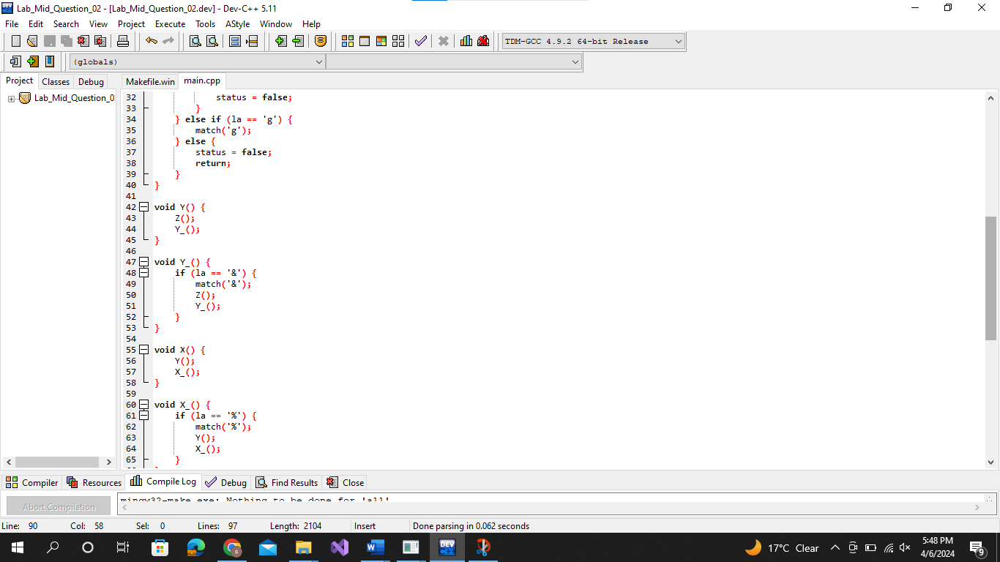 Lab_Mid_Question_02 - [Lab_Mid_Question_02.dev] - Dev-C++ 5.11
File Edit Search View Project Execute Tools AStyle Window Help
TDM-GCC 4.9.2 64-bit Release
(globals)
Project Classes Debug Makefile.win main.cpp
Lab_Mid_Question_0
32 status = false;
33 }
34 } else if (la == 'g') {
35 match('g');
36 } else {
37 status = false;
38 return;
39 }
40 }
41
42 void Y() {
43 Z();
44 Y_();
45 }
46
47 void Y_() {
48 if (la == '&') {
49 match('&');
50 Z();
51 Y_();
52 }
53 }
54
55 void X() {
56 Y();
57 X_();
58 }
59
60 void X_() {
61 if (la == '%') {
62 match('%');
63 Y();
64 X_();
65 }
Compiler Resources Compile Log Debug Find Results Close
Abort Compilation
mingw32-make.exe: Nothing to be done for 'all'
Line: 90 Col: 58 Sel: 0 Lines: 97 Length: 2104 Insert Done parsing in 0.062 seconds
17°C Clear
5:48 PM
4/6/2024
9